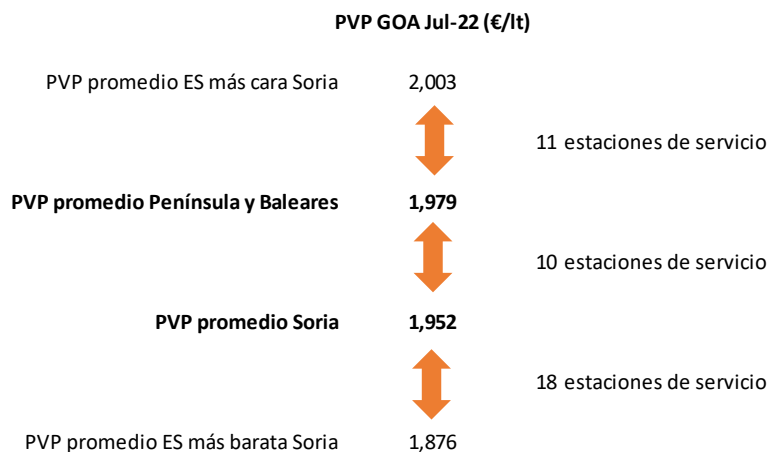 PVP GOA Jul-22 (€/lt)
PVP promedio ES más cara Soria 2,003
11 estaciones de servicio
PVP promedio Península y Baleares 1,979
10 estaciones de servicio
PVP promedio Soria 1,952
18 estaciones de servicio
PVP promedio ES más barata Soria 1,876